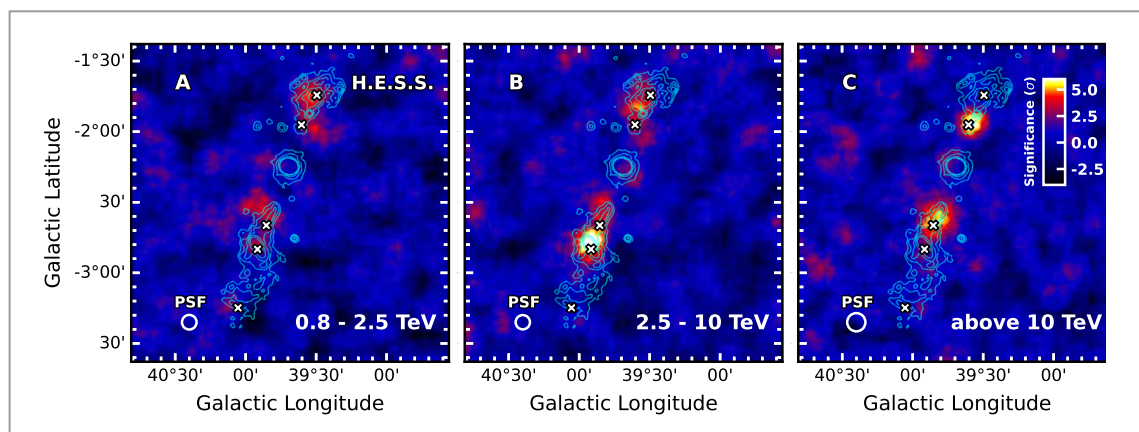 A
H.E.S.S.
B
C
Significance (σ)
5.0
2.5
0.0
-2.5
-1°30'
-2°00'
30'
-3°00'
30'
Galactic Latitude
PSF
0.8 - 2.5 TeV
PSF
2.5 - 10 TeV
PSF
above 10 TeV
40°30' 00' 39°30' 00'
40°30' 00' 39°30' 00'
40°30' 00' 39°30' 00'
Galactic Longitude
Galactic Longitude
Galactic Longitude